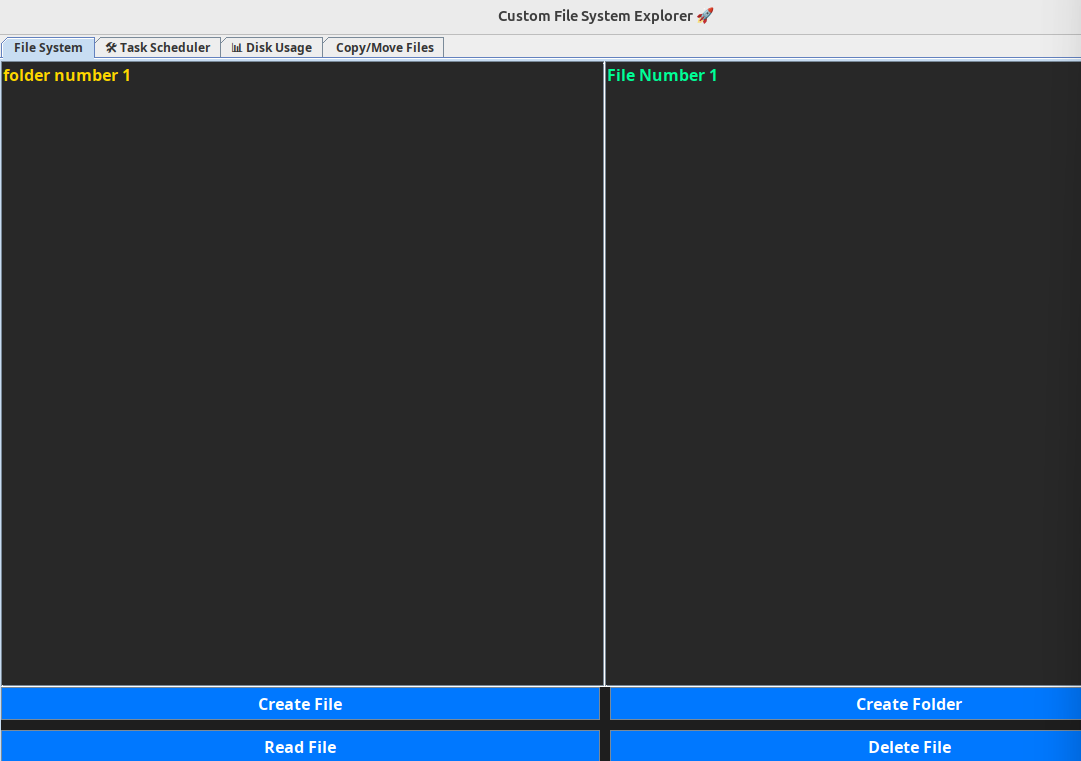 Custom File System Explorer 🚀
File System 🛠 Task Scheduler 📊 Disk Usage Copy/Move Files
folder number 1
File Number 1
Create File
Create Folder
Read File
Delete File